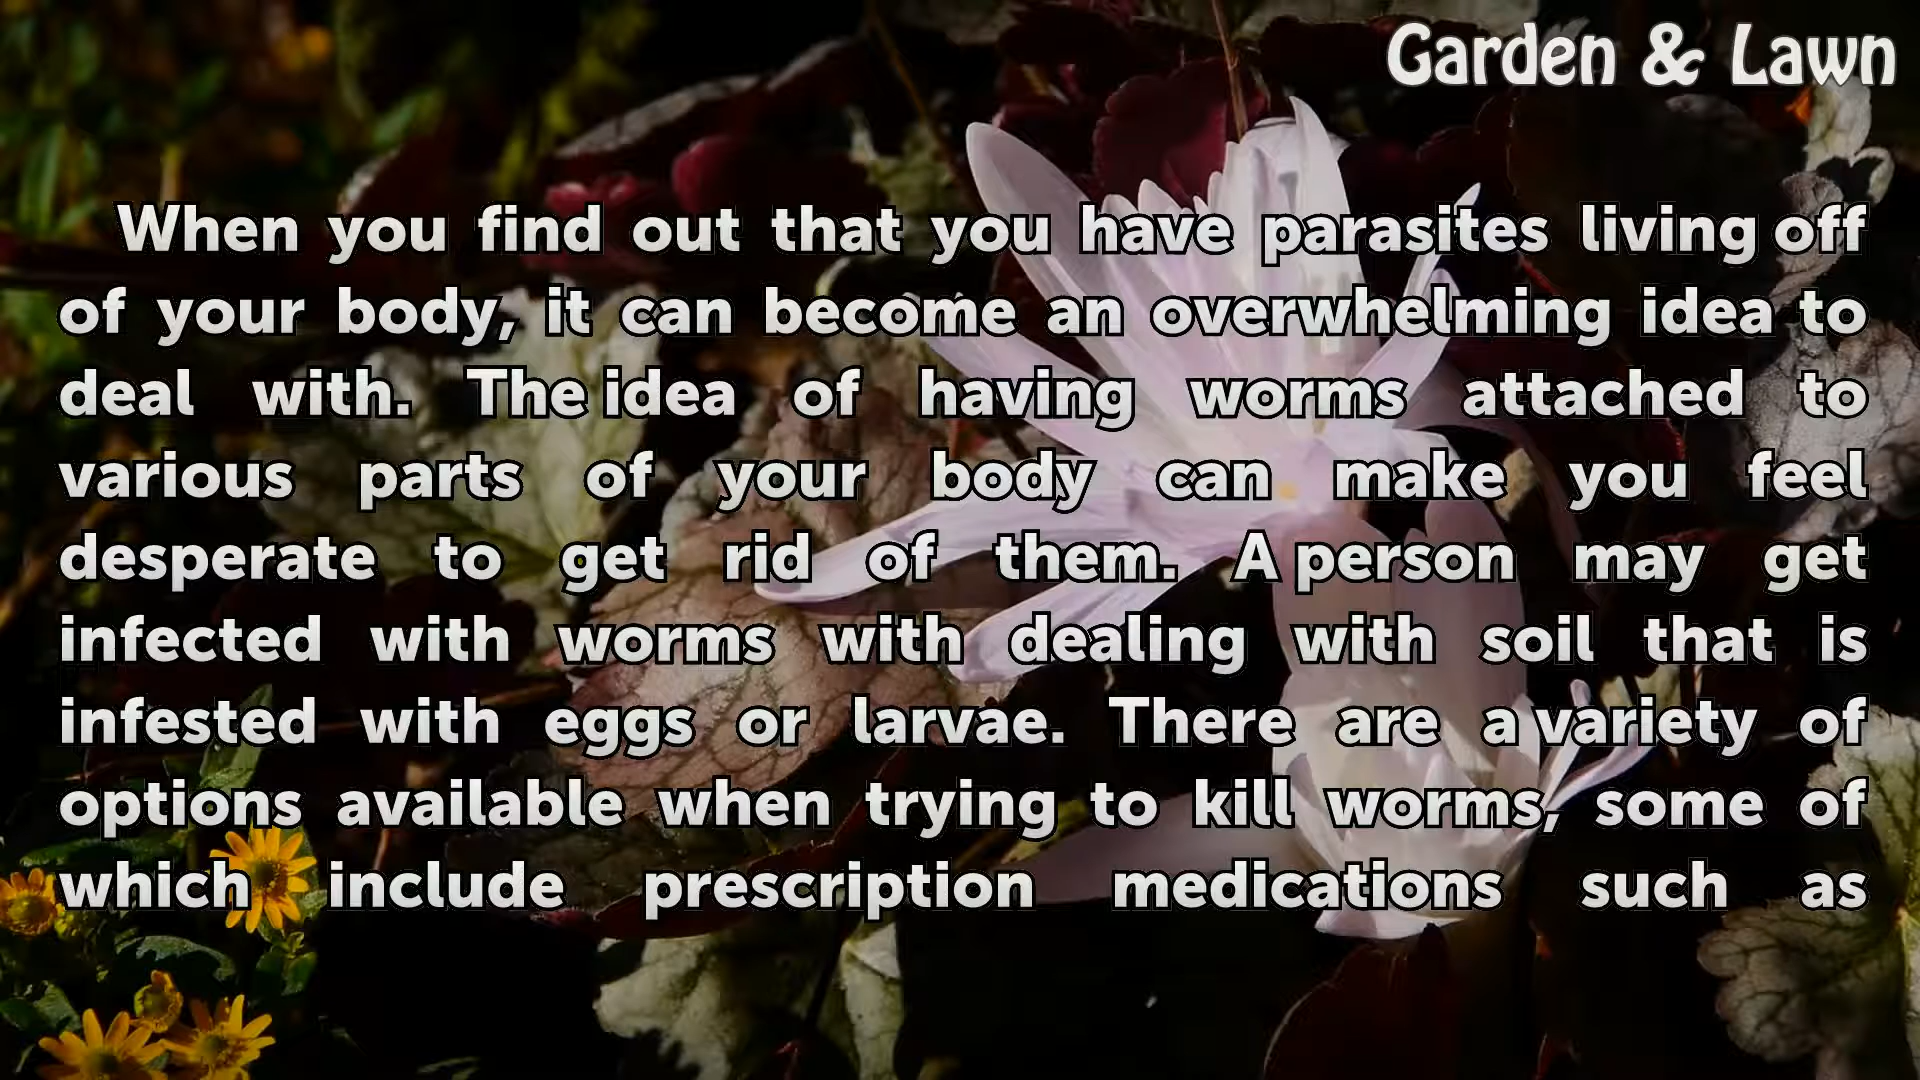 Garden & Lawn
When you find out that you have parasites living off
of your body, it can become an overwhelming idea to
deal with. The idea of having worms attached to
various parts of your body can make you feel
desperate to get rid of them. A person may get
infected with worms with dealing with soil that is
infested with eggs or larvae. There are a variety of
options available when trying to kill worms, some of
which include prescription medications such as